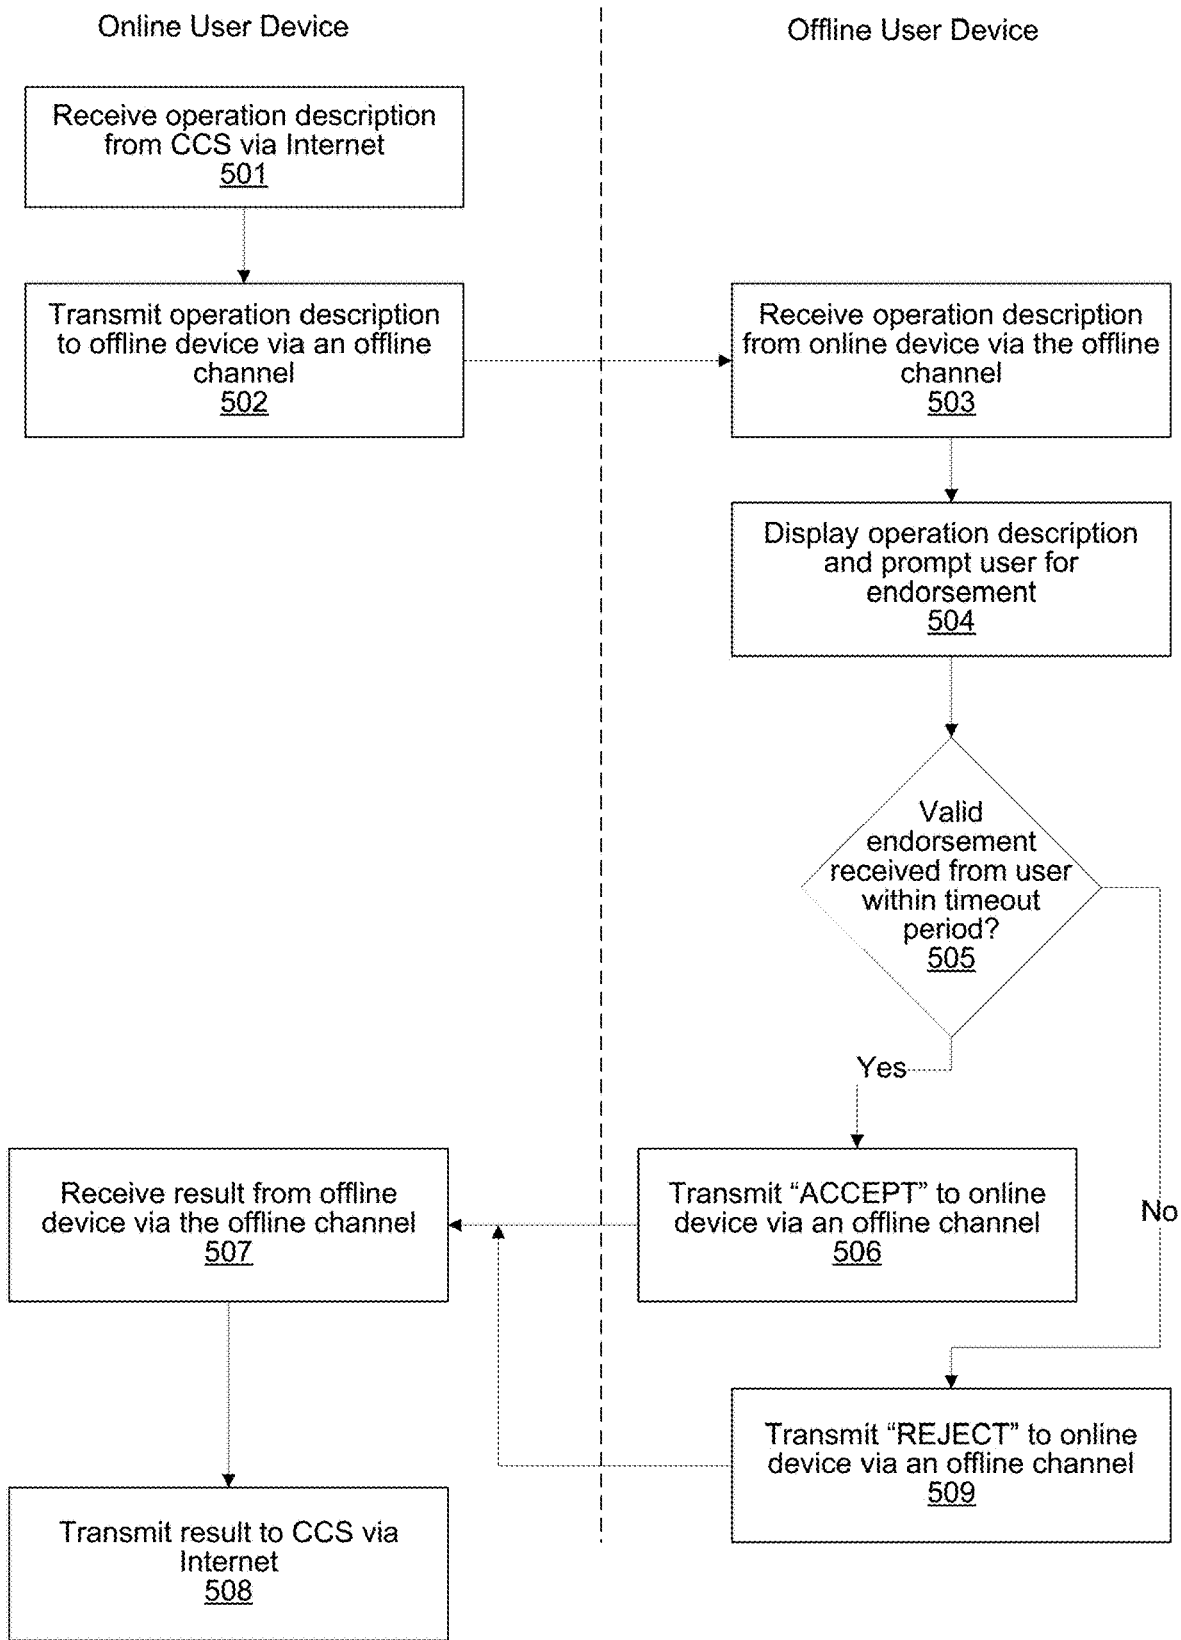 Online User Device
Offline User Device
Receive operation description
from CCS via Internet
501
Transmit operation description
to offline device via an offline
channel
502
Receive operation description
from online device via the offline
channel
503
Display operation description
and prompt user for
endorsement
504
Valid
endorsement
received from user
within timeout
period?
505
Yes
No
Transmit “ACCEPT” to online
device via an offline channel
506
Receive result from offline
device via the offline channel
507
Transmit “REJECT” to online
device via an offline channel
509
Transmit result to CCS via
Internet
508